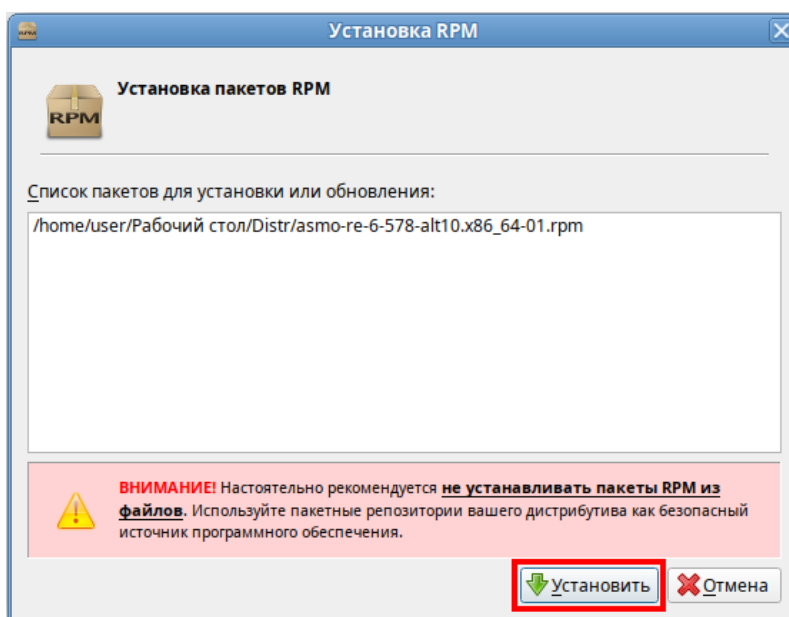 Установка RPM
Установка пакетов RPM
RPM
Список пакетов для установки или обновления:
/home/user/Рабочий стол/Distr/asmo-re-6-578-alt10.x86_64-01.rpm
ВНИМАНИЕ! Настоятельно рекомендуется не устанавливать пакеты RPM из
файлов. Используйте пакетные репозитории вашего дистрибутива как безопасный
источник программного обеспечения.
Установить
Отмена